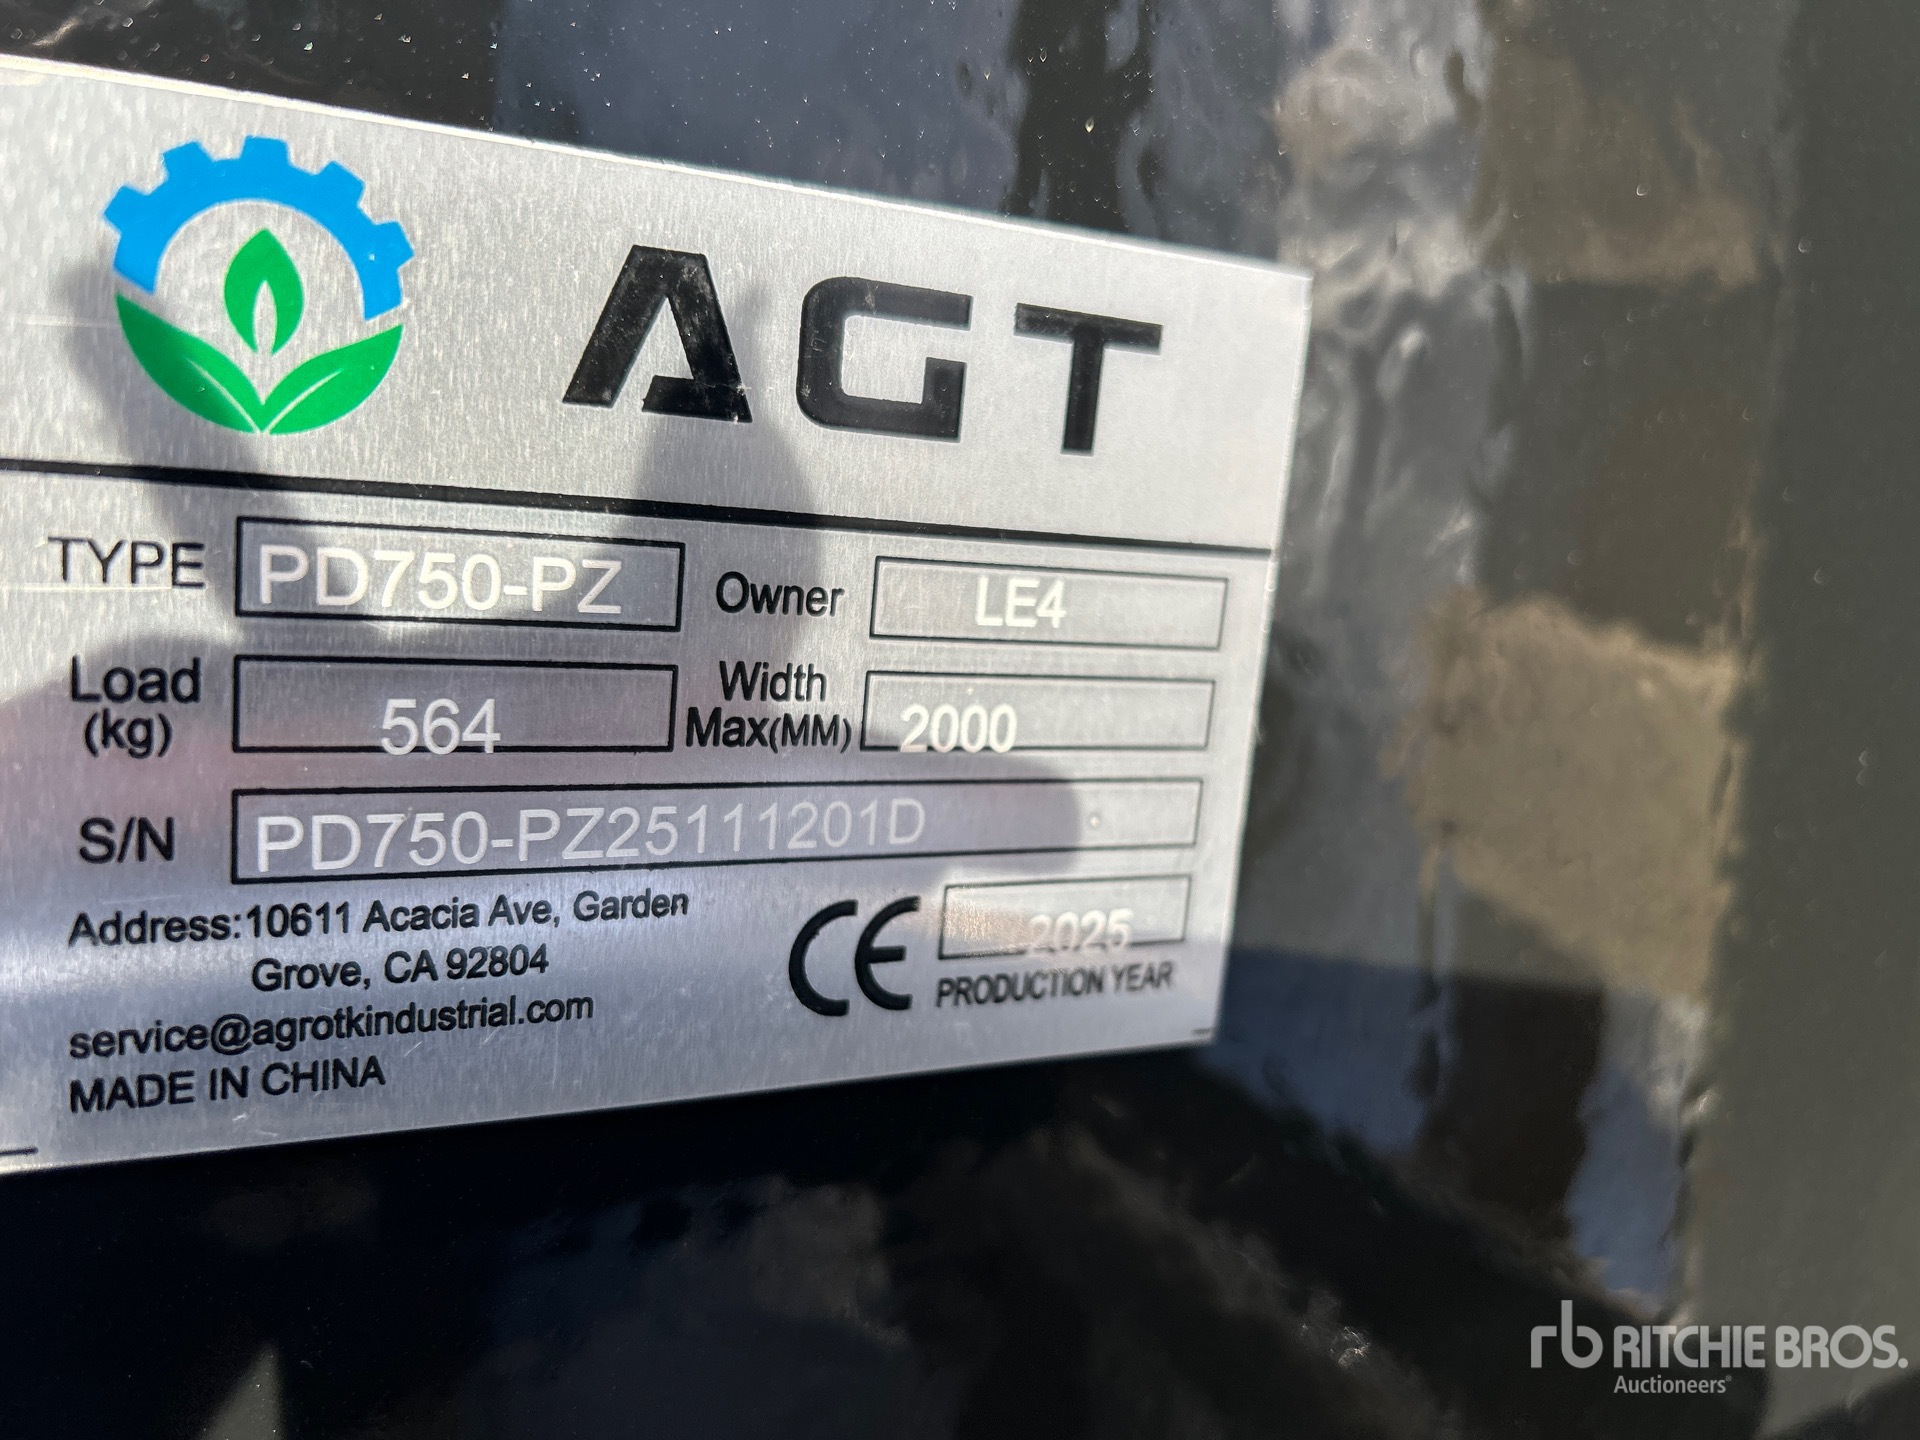 AGT
TYPE PD750-PZ Owner LE4
Load (kg) 564 Width Max(MM) 2000
S/N PD750-PZ25111201D
Address:10611 Acacia Ave, Garden
Grove, CA 92804
service@agrotkindustrial.com
MADE IN CHINA
CE 2025
PRODUCTION YEAR
rb RITCHIE BROS.
Auctioneers